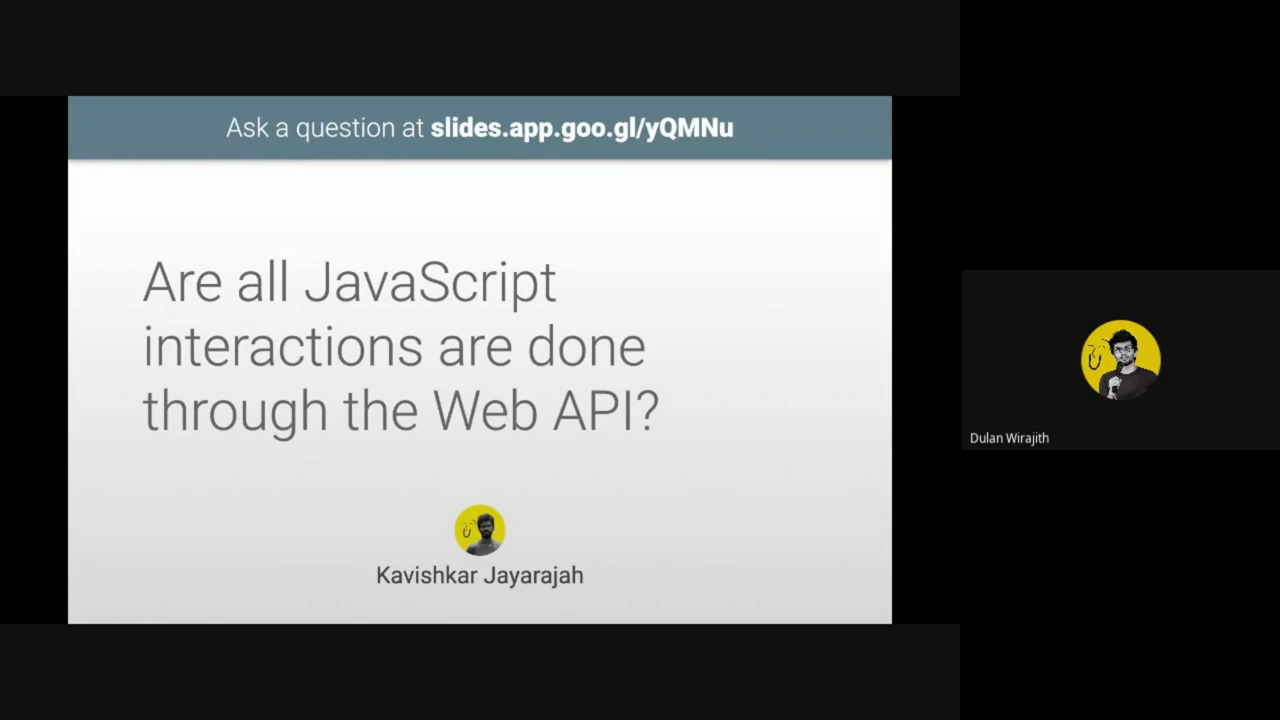 Ask a question at slides.app.goo.gl/yQMNu
Are all JavaScript
interactions are done
through the Web API?
Kavishkar Jayarajah
Dulan Wirajith